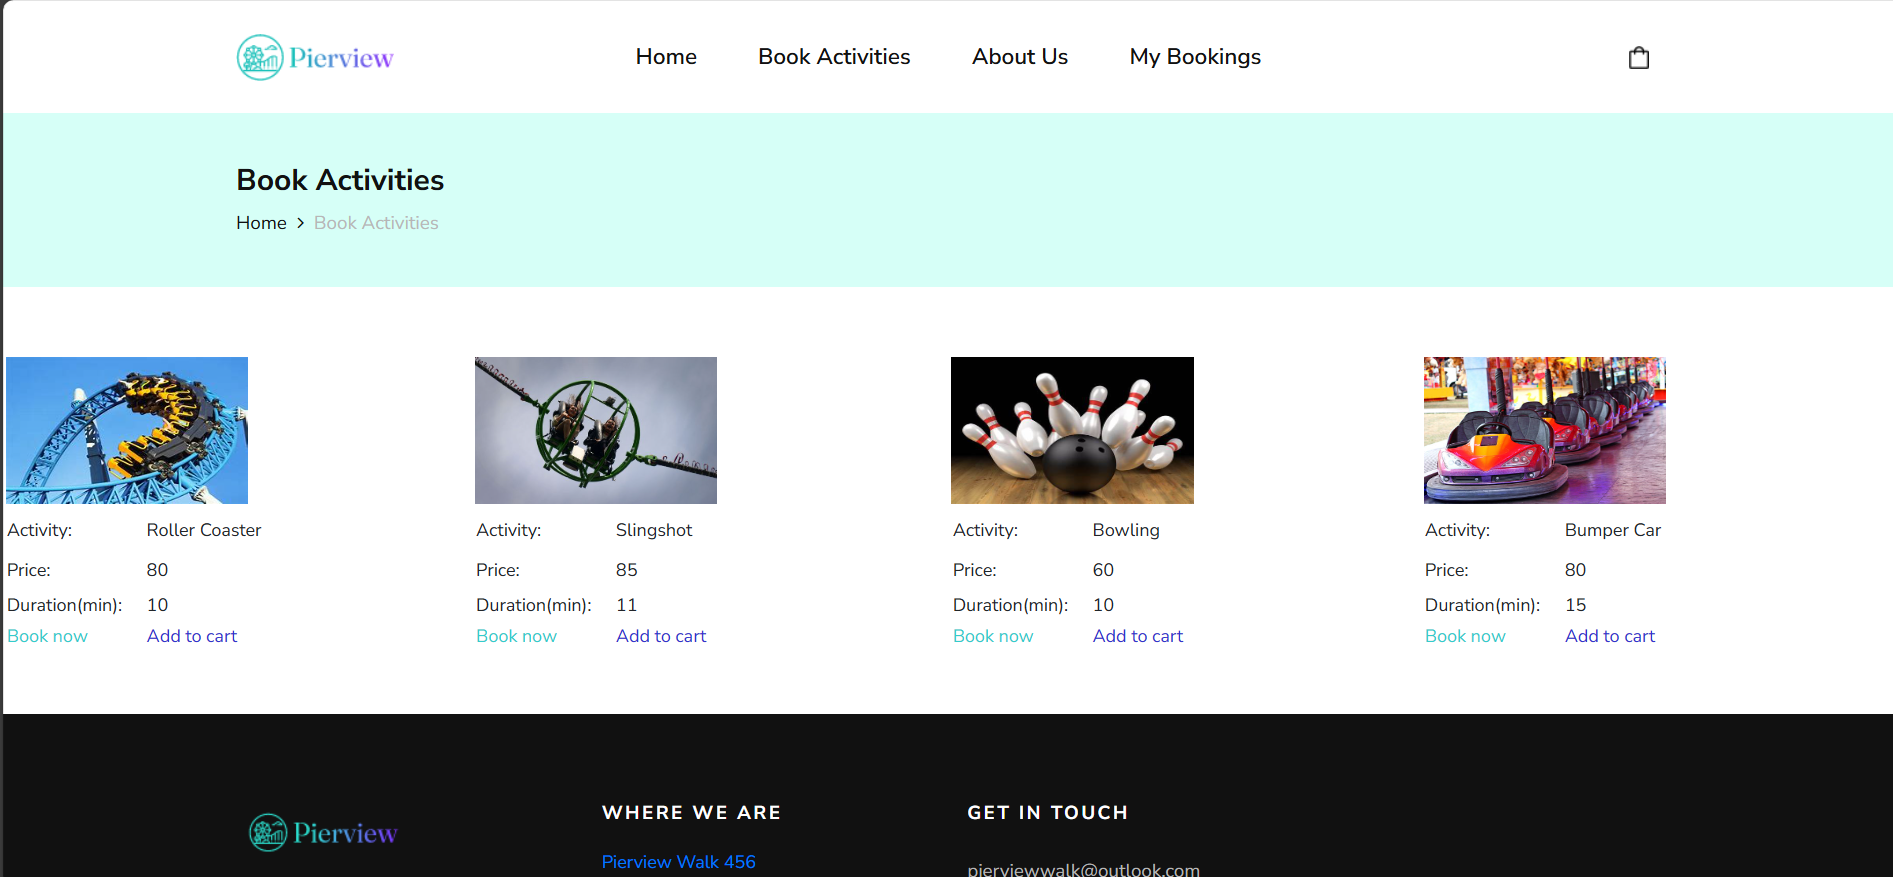 Pierview Home Book Activities About Us My Bookings
Book Activities
Home > Book Activities
Activity: Roller Coaster Activity: Slingshot Activity: Bowling Activity: Bumper Car
Price: 80 Price: 85 Price: 60 Price: 80
Duration(min): 10 Duration(min): 11 Duration(min): 10 Duration(min): 15
Book now Add to cart Book now Add to cart Book now Add to cart Book now Add to cart
WHERE WE ARE GET IN TOUCH
Pierview
Pierview Walk 456
pierviewwalk@outlook.com